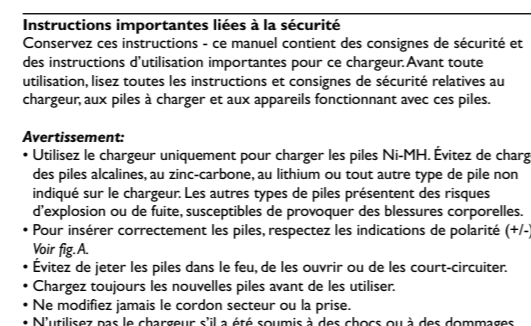 Instructions importantes liées à la sécurité
Conservez ces instructions - ce manuel contient des consignes de sécurité et
des instructions d’utilisation importantes pour ce chargeur. Avant toute
utilisation, lisez toutes les instructions et consignes de sécurité relatives au
chargeur, aux piles à charger et aux appareils fonctionnant avec ces piles.
Avertissement:
• Utilisez le chargeur uniquement pour charger les piles Ni-MH. Évitez de charg
des piles alcalines, au zinc-carbone, au lithium ou tout autre type de pile non
indiqué sur le chargeur. Les autres types de piles présentent des risques
d’explosion ou de fuite, susceptibles de provoquer des blessures corporelles.
• Pour insérer correctement les piles, respectez les indications de polarité (+/-)
Voir fig. A.
• Évitez de jeter les piles dans le feu, de les ouvrir ou de les court-circuiter.
• Chargez toujours les nouvelles piles avant de les utiliser.
• Ne modifiez jamais le cordon secteur ou la prise.
• N’utilisez pas le chargeur s’il a été soumis à des chocs ou à des dommages